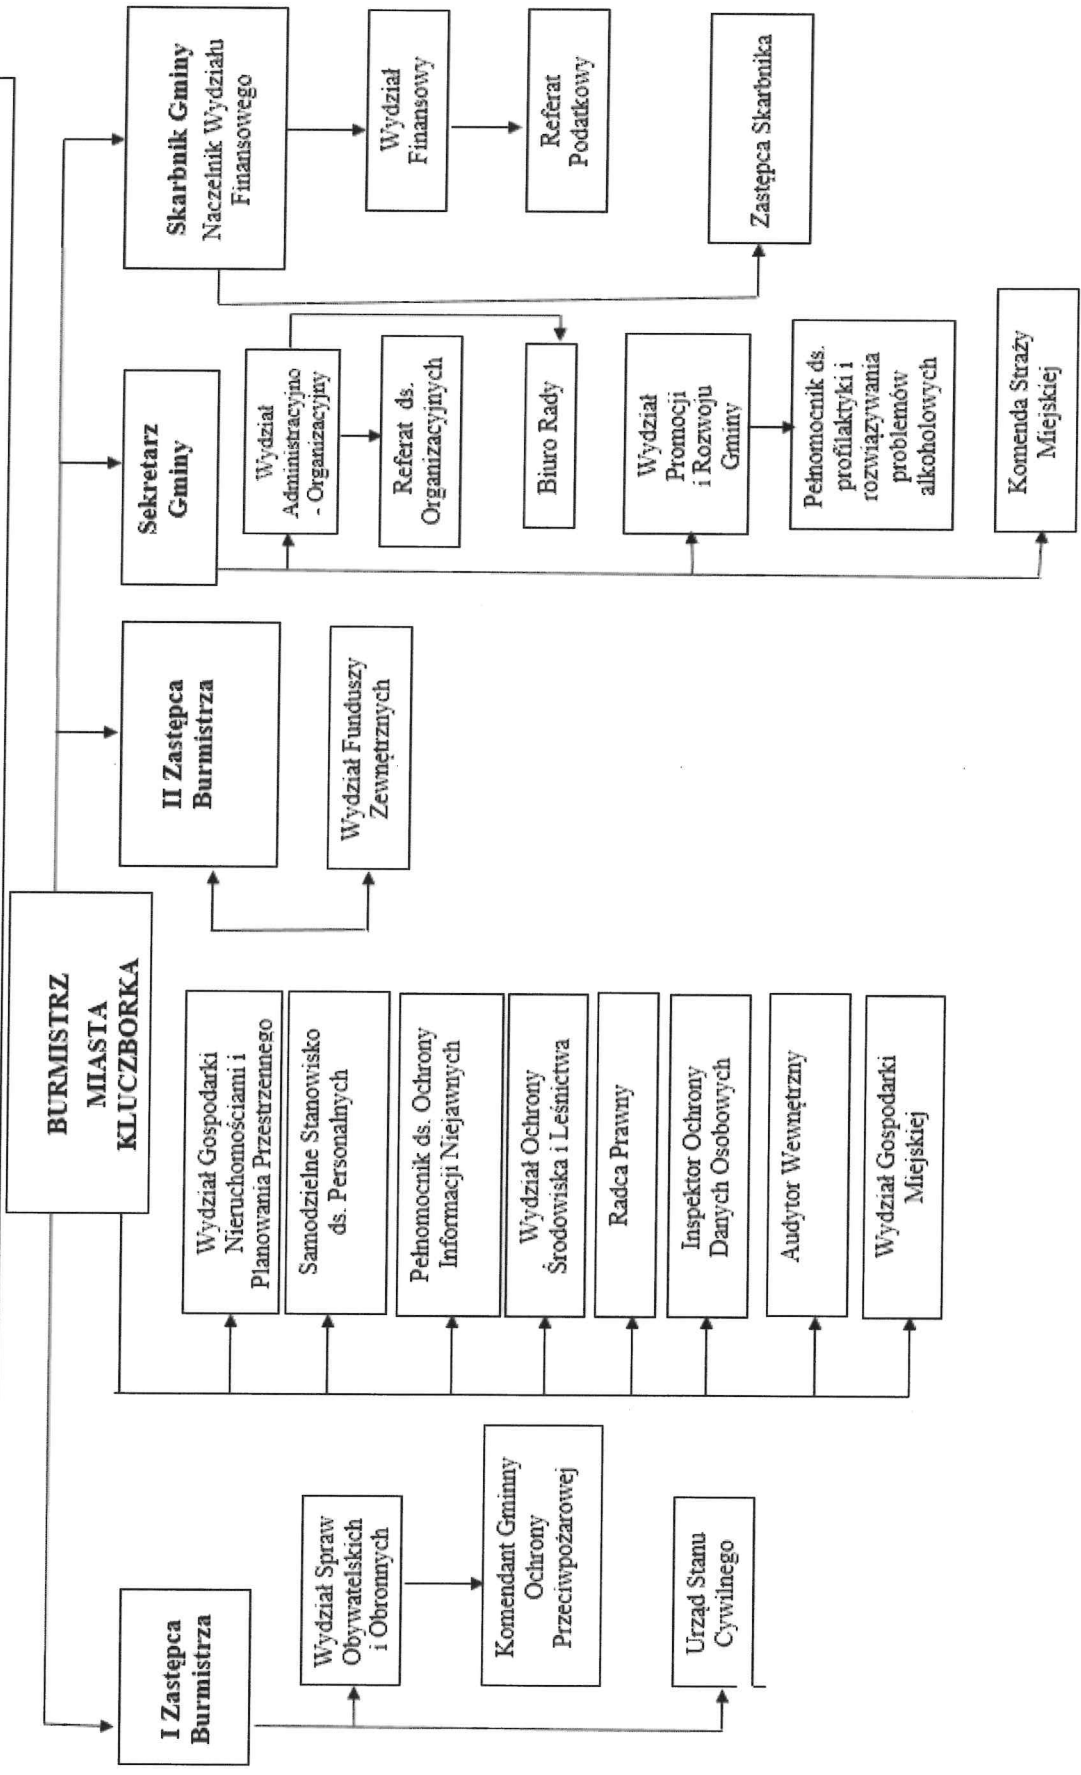 BURMISTRZ
MIASTA
KLUCZBORKA
I Zastępca
Burmistrza
Wydział Spraw
Obywatelskich
i Obronnych
Komendant Gminny
Ochrony
Przeciwpożarowej
Urząd Stanu
Cywilnego
Wydział Gospodarki
Nieruchomościami i
Planowania Przestrzennego
Samodzielne Stanowisko
ds. Personalnych
Pełnomocnik ds. Ochrony
Informacji Niejawnych
Wydział Ochrony
Środowiska i Leśnictwa
Radca Prawny
Inspektor Ochrony
Danych Osobowych
Audytor Wewnętrzny
Wydział Gospodarki
Miejskiej
II Zastępca
Burmistrza
Wydział Funduszy
Zewnętrznych
Sekretarz
Gminy
Wydział
Administracyjno
- Organizacyjny
Referat ds.
Organizacyjnych
Biuro Rady
Wydział
Promocji
i Rozwoju
Gminy
Pełnomocnik ds.
profilaktyki i
rozwiązywania
problemów
alkoholowych
Komenda Straży
Miejskiej
Skarbnik Gminy
Naczelnik Wydziału
Finansowego
Wydział
Finansowy
Referat
Podatkowy
Zastępca Skarbnika